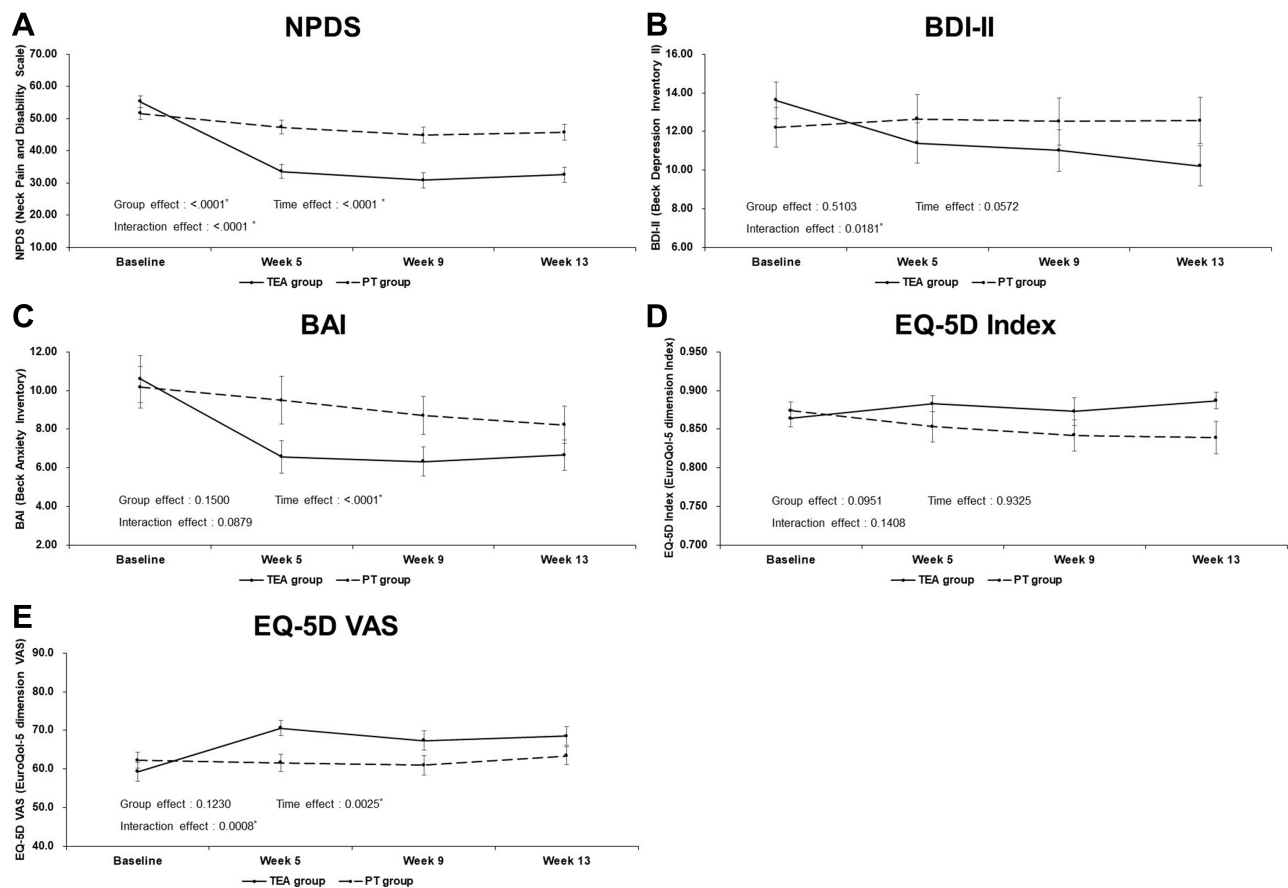 A
NPDS
NPDS (Neck Pain and Disability Scale)
70.00
60.00
50.00
40.00
30.00
20.00
10.00
Group effect : <.0001* Time effect : <.0001 *
Interaction effect : <.0001 *
Baseline Week 5 Week 9 Week 13
TEA group PT group
B
BDI-II
BDI-II (Beck Depression Inventory II)
16.00
14.00
12.00
10.00
8.00
6.00
Group effect : 0.5103 Time effect : 0.0572
Interaction effect : 0.0181*
Baseline Week 5 Week 9 Week 13
TEA group PT group
C
BAI
BAI (Beck Anxiety Inventory)
12.00
10.00
8.00
6.00
4.00
2.00
Group effect : 0.1500 Time effect : <.0001*
Interaction effect : 0.0879
Baseline Week 5 Week 9 Week 13
TEA group PT group
D
EQ-5D Index
EQ-5D Index (EuroQol-5 dimension Index)
0.950
0.900
0.850
0.800
0.750
0.700
Group effect : 0.0951 Time effect : 0.9325
Interaction effect : 0.1408
Baseline Week 5 Week 9 Week 13
TEA group PT group
E
EQ-5D VAS
EQ-5D VAS (EuroQol-5 dimension VAS)
90.0
80.0
70.0
60.0
50.0
40.0
Group effect : 0.1230 Time effect : 0.0025*
Interaction effect : 0.0008*
Baseline Week 5 Week 9 Week 13
TEA group PT group